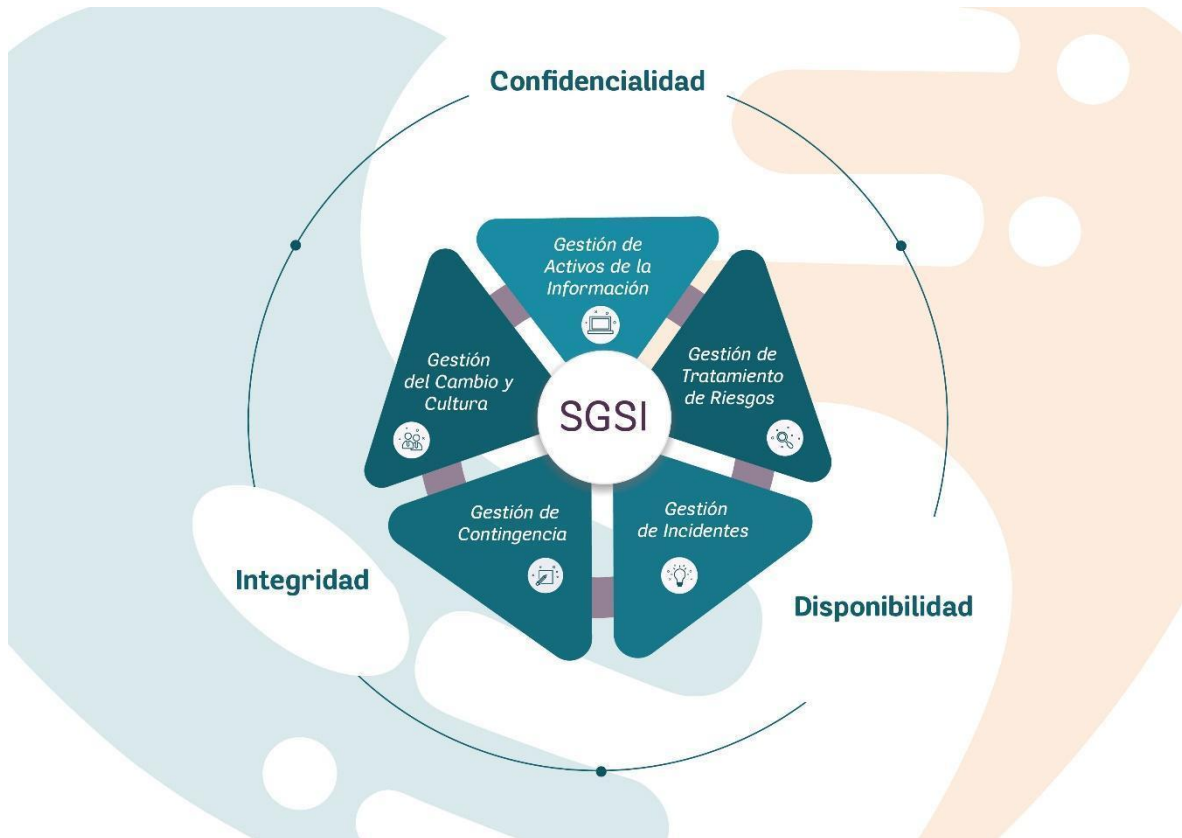 Confidencialidad
Gestión de
Activos de la
Información
Gestión
del Cambio y
Cultura
Gestión de
Tratamiento
de Riesgos
SGSI
Gestión de
Contingencia
Gestión
de Incidentes
Integridad
Disponibilidad